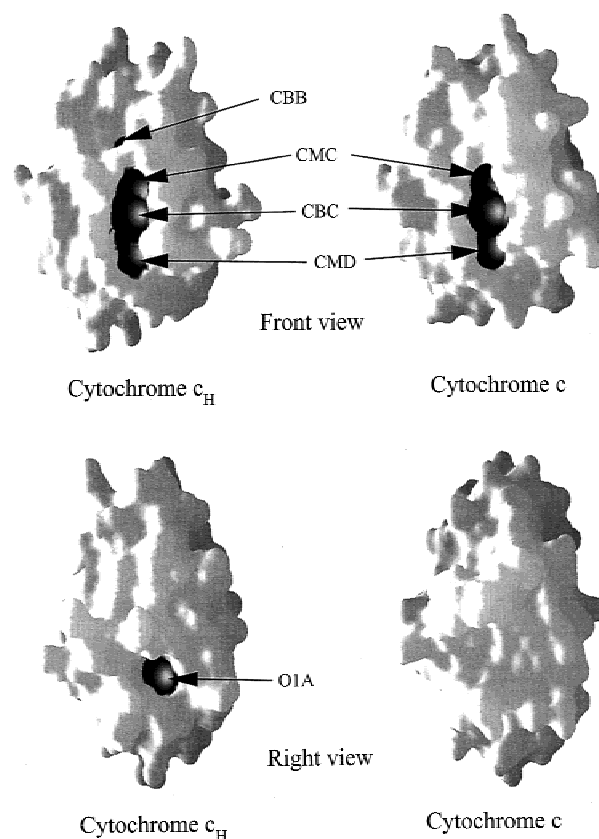 CBB
CMC
CBC
CMD
Front view
Cytochrome cH
Cytochrome c
O1A
Right view
Cytochrome cH
Cytochrome c